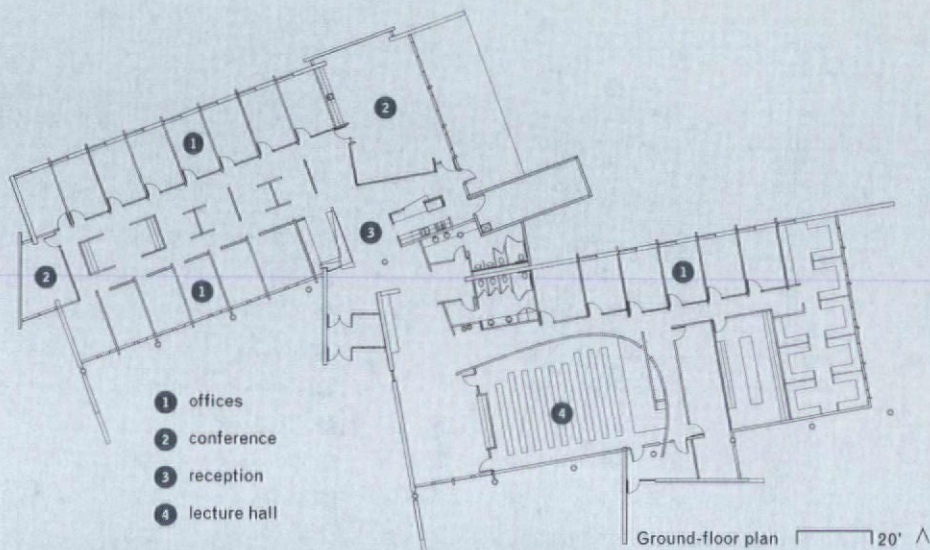 2
1
3
2
1
1
4
1 offices
2 conference
3 reception
4 lecture hall
Ground-floor plan 20'